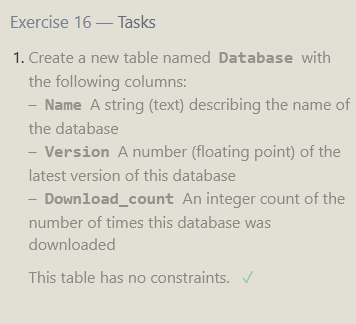 Exercise 16 — Tasks
1. Create a new table named Database with
the following columns:
– Name A string (text) describing the name of
the database
– Version A number (floating point) of the
latest version of this database
– Download_count An integer count of the
number of times this database was
downloaded
This table has no constraints. ✓